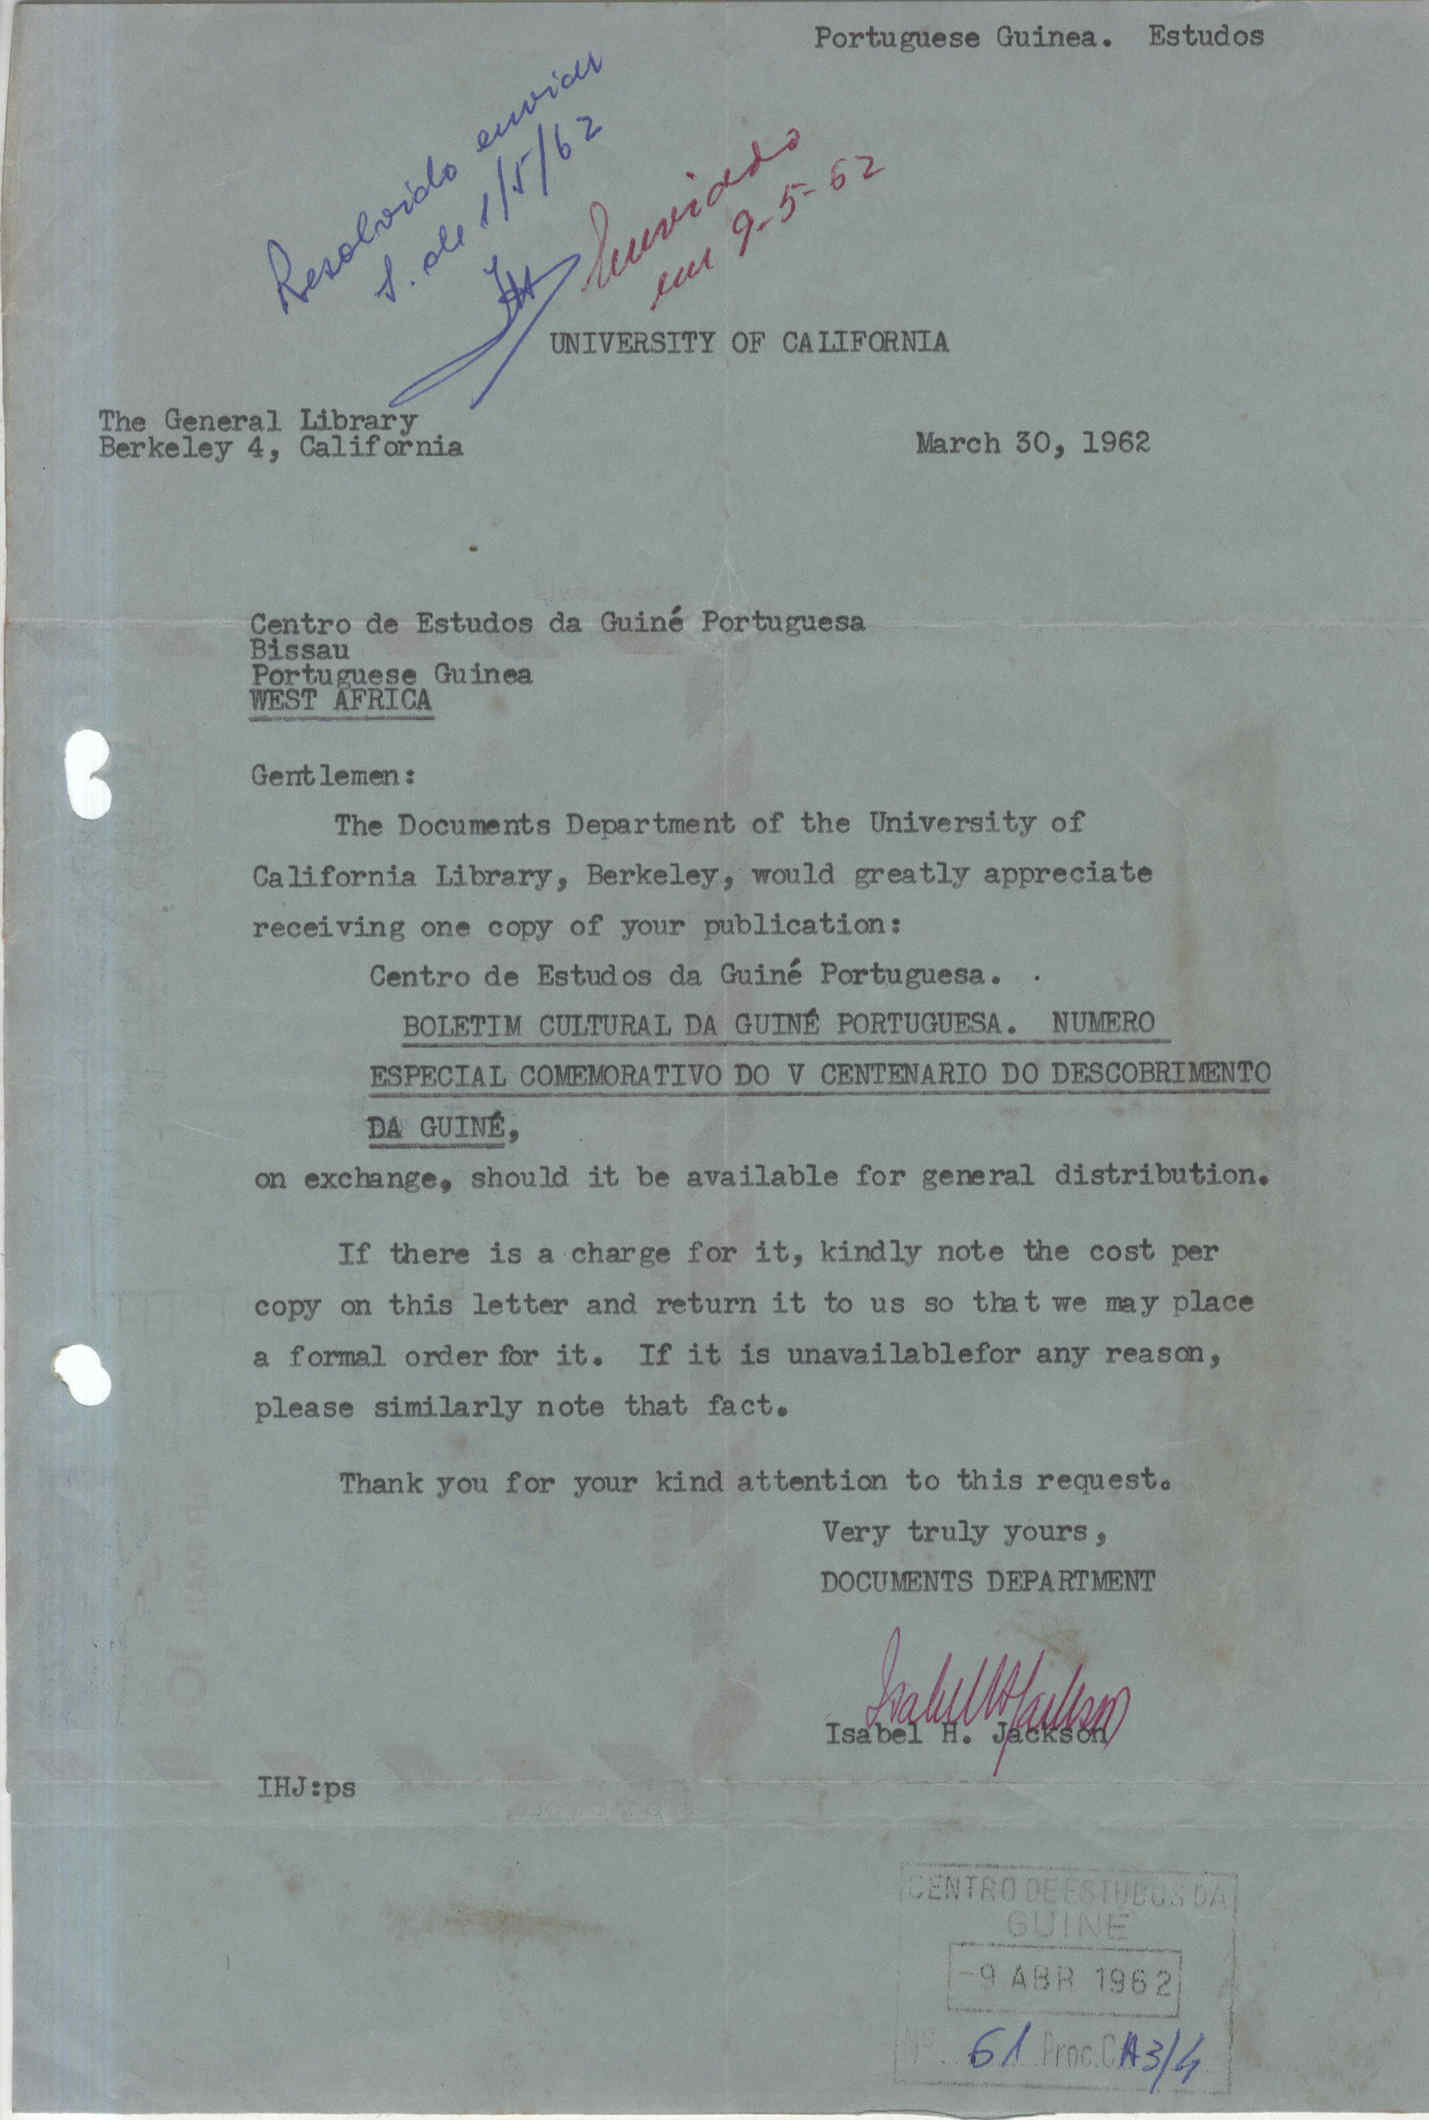 Portuguese Guinea. Estudos
Resolvido enviar
S. de 1/5/62
Enviado
em 9-5-62
UNIVERSITY OF CALIFORNIA
The General Library
Berkeley 4, California
March 30, 1962
Centro de Estudos da Guiné Portuguesa
Bissau
Portuguese Guinea
WEST AFRICA
Gentlemen:
The Documents Department of the University of
California Library, Berkeley, would greatly appreciate
receiving one copy of your publication:
Centro de Estudos da Guiné Portuguesa.
BOLETIM CULTURAL DA GUINÉ PORTUGUESA. NUMERO
ESPECIAL COMEMORATIVO DO V CENTENARIO DO DESCOBRIMENTO
DA GUINÉ,
on exchange, should it be available for general distribution.
If there is a charge for it, kindly note the cost per
copy on this letter and return it to us so that we may place
a formal order for it. If it is unavailablefor any reason,
please similarly note that fact.
Thank you for your kind attention to this request.
Very truly yours,
DOCUMENTS DEPARTMENT
Isabel H Jackson
Isabel H. Jackson
IHJ:ps
CENTRO DE ESTUDOS DA
GUINÉ
-9 ABR 1962
Nº 61 Proc. C A3/4